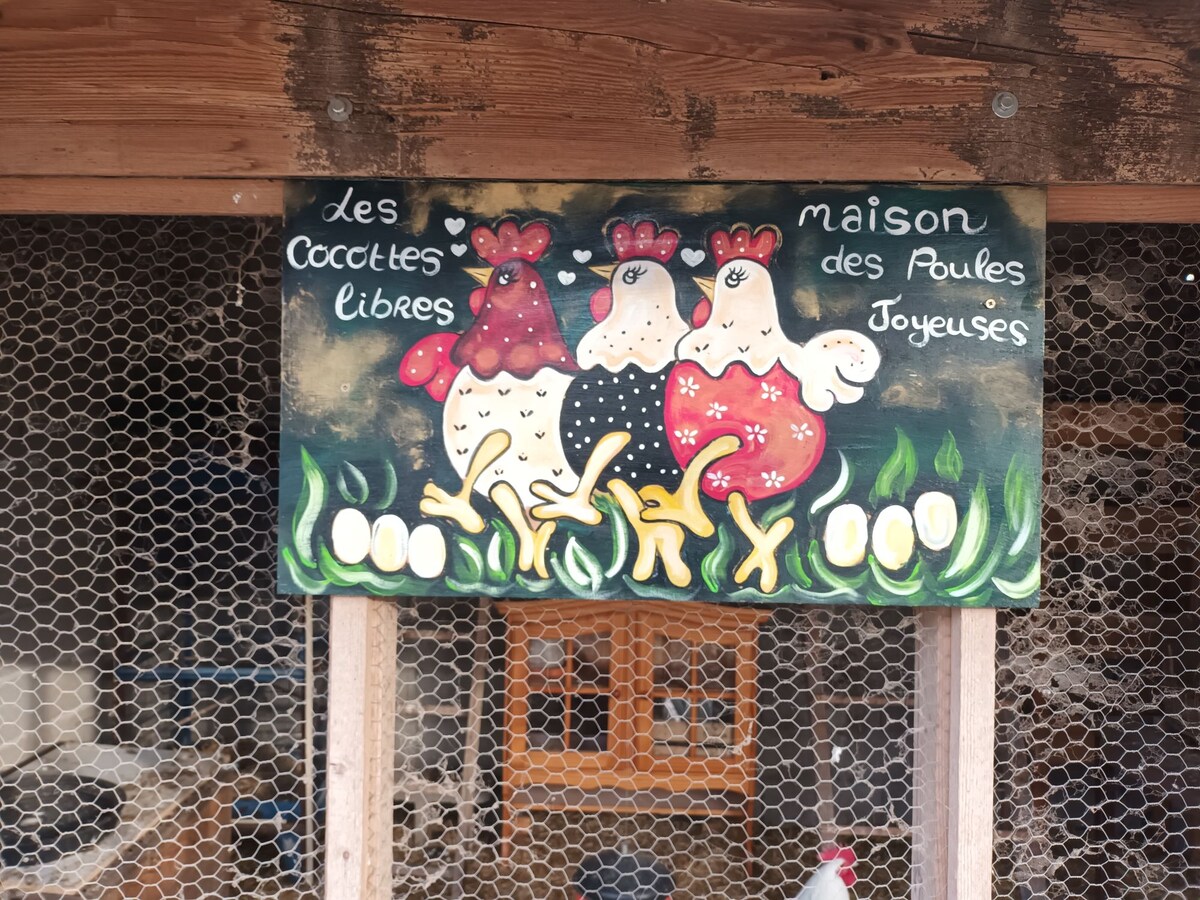 Les
Cocottes
libres
maison
des Poules
Joyeuses